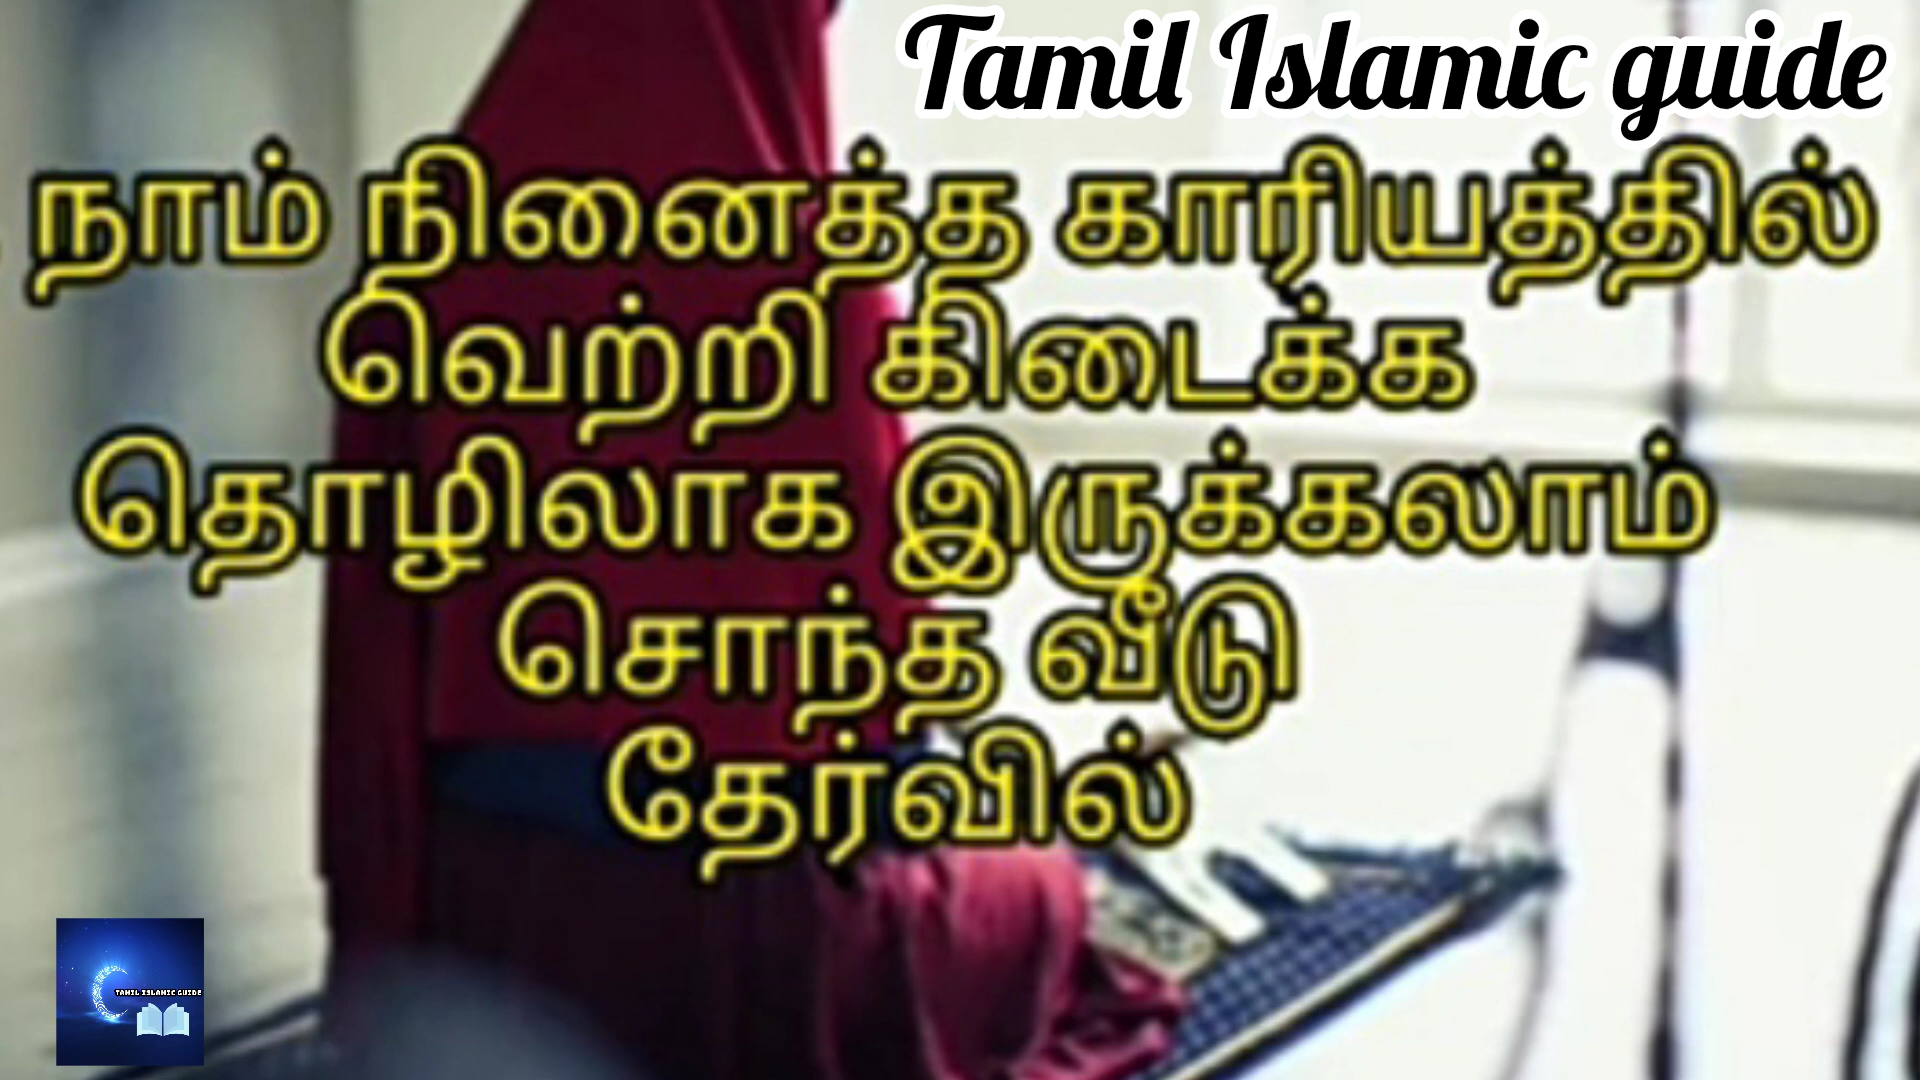 Tamil Islamic guide
நாம் நினைத்த காரியத்தில்
வெற்றி கிடைக்க
தொழிலாக இருக்கலாம்
சொந்த வீடு
தேர்வில்
TAMIL ISLAMIC GUIDE